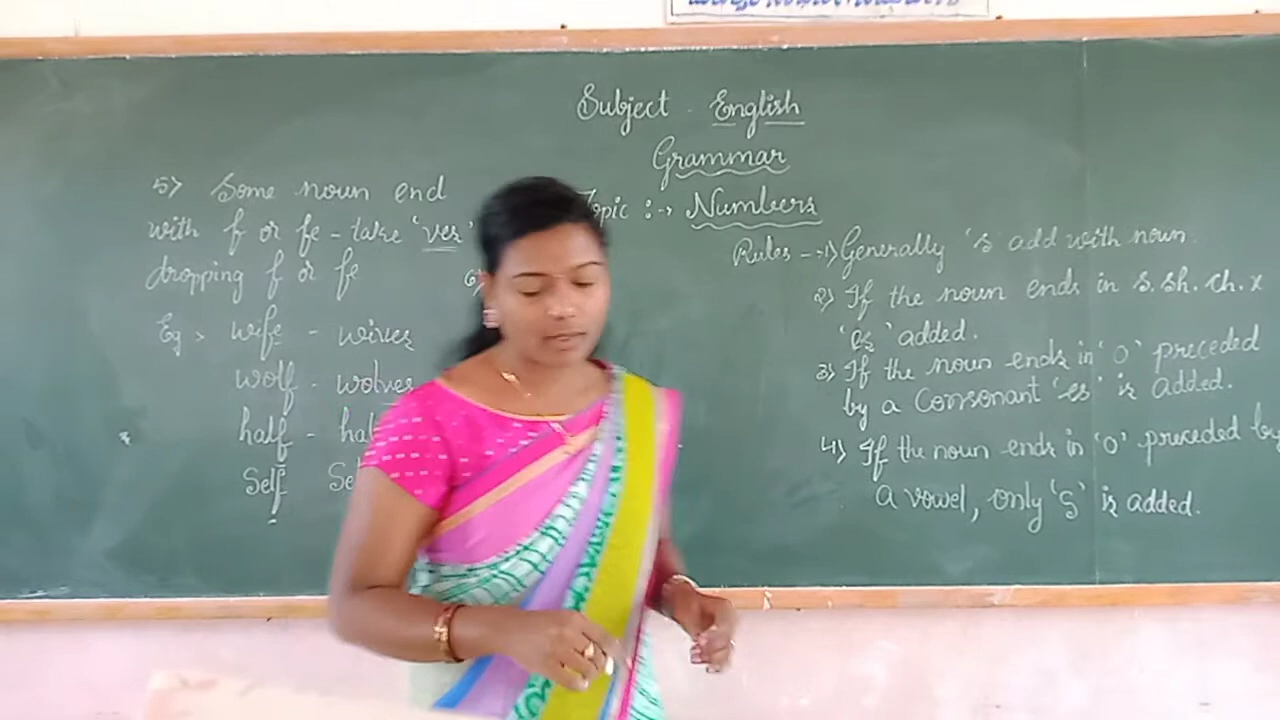 Subject - English
Grammar
Topic :-> Numbers
Rules --1) Generally 's add with noun.
2) If the noun ends in s. sh. ch. x
'es' added.
3) If the noun ends in 'o' preceded
by a Consonant 'es' is added.
4) If the noun ends in 'o' preceded by
a vowel, only 's' is added.
5) Some noun end
with f or fe - take 'ves'
dropping f or fe
Eg > wife - wives
wolf - wolves
half - hal
Self Se
6)